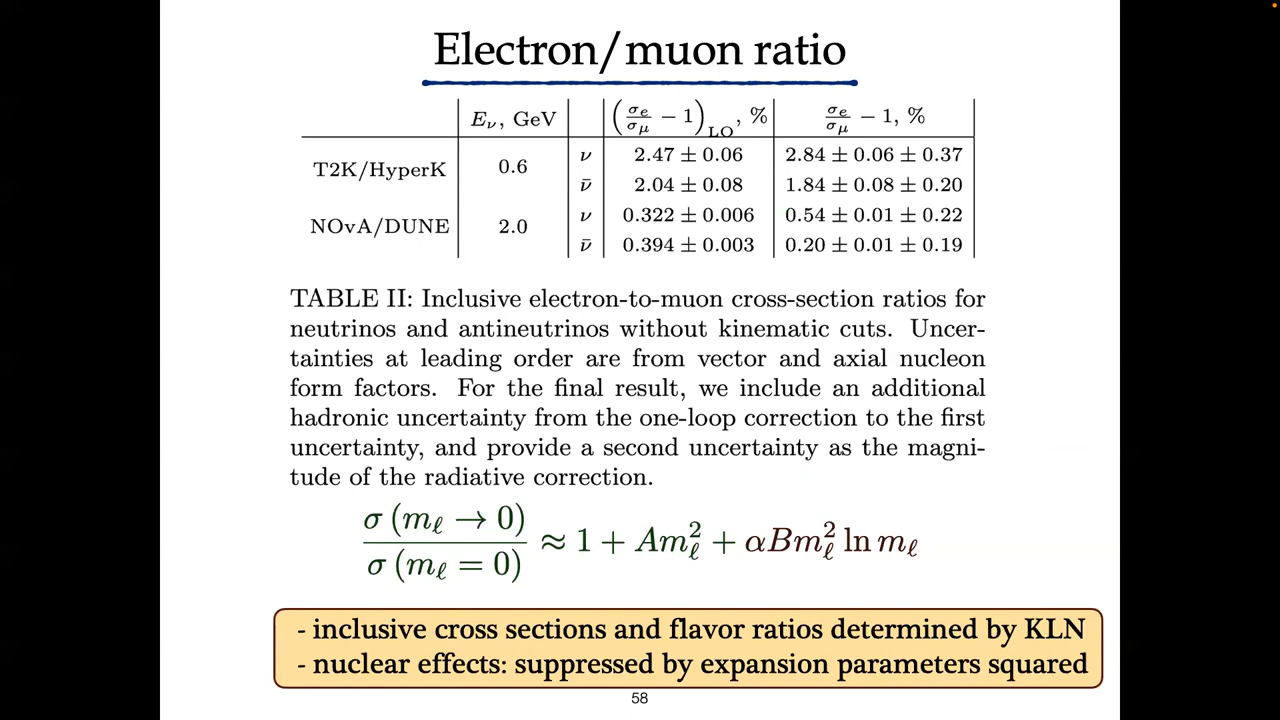 Electron/muon ratio
E_ν, GeV (σ_e/σ_μ − 1)_LO, % σ_e/σ_μ − 1, %
T2K/HyperK 0.6 ν 2.47 ± 0.06 2.84 ± 0.06 ± 0.37
ν̄ 2.04 ± 0.08 1.84 ± 0.08 ± 0.20
NOvA/DUNE 2.0 ν 0.322 ± 0.006 0.54 ± 0.01 ± 0.22
ν̄ 0.394 ± 0.003 0.20 ± 0.01 ± 0.19
TABLE II: Inclusive electron-to-muon cross-section ratios for
neutrinos and antineutrinos without kinematic cuts. Uncer-
tainties at leading order are from vector and axial nucleon
form factors. For the final result, we include an additional
hadronic uncertainty from the one-loop correction to the first
uncertainty, and provide a second uncertainty as the magni-
tude of the radiative correction.
σ(m_ℓ → 0)/σ(m_ℓ = 0) ≈ 1 + Am_ℓ² + αBm_ℓ² ln m_ℓ
- inclusive cross sections and flavor ratios determined by KLN
- nuclear effects: suppressed by expansion parameters squared
58